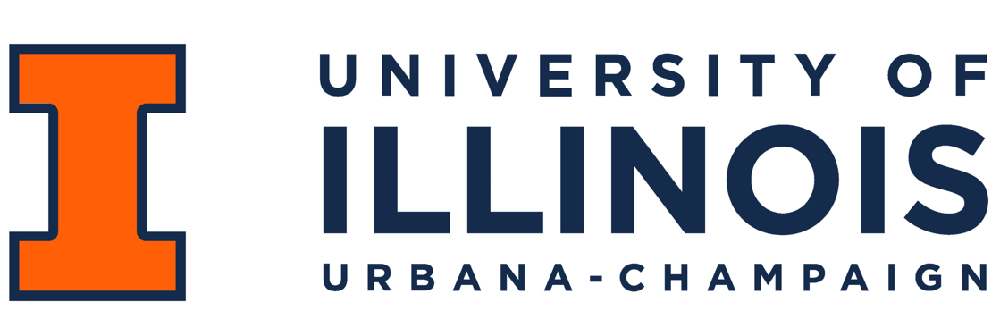 I
UNIVERSITY OF
ILLINOIS
URBANA-CHAMPAIGN